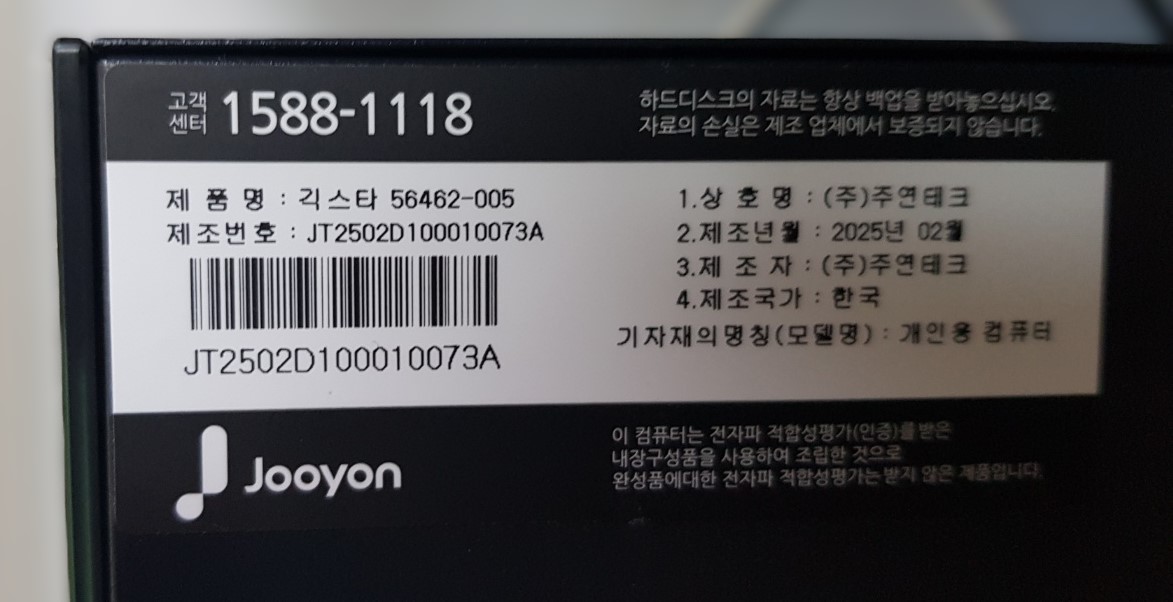 고객
센터 1588-1118
하드디스크의 자료는 항상 백업을 받아놓으십시오.
자료의 손실은 제조 업체에서 보증되지 않습니다.
제 품 명 : 긱스타 56462-005
제조번호 : JT2502D100010073A
JT2502D100010073A
1.상 호 명 : (주)주연테크
2.제조년월 : 2025년 02월
3.제 조 자 : (주)주연테크
4.제조국가 : 한국
기자재의명칭(모델명) : 개인용 컴퓨터
Jooyon
이 컴퓨터는 전자파 적합성평가(인증)를 받은
내장구성품을 사용하여 조립한 것으로
완성품에대한 전자파 적합성평가는 받지 않은 제품입니다.